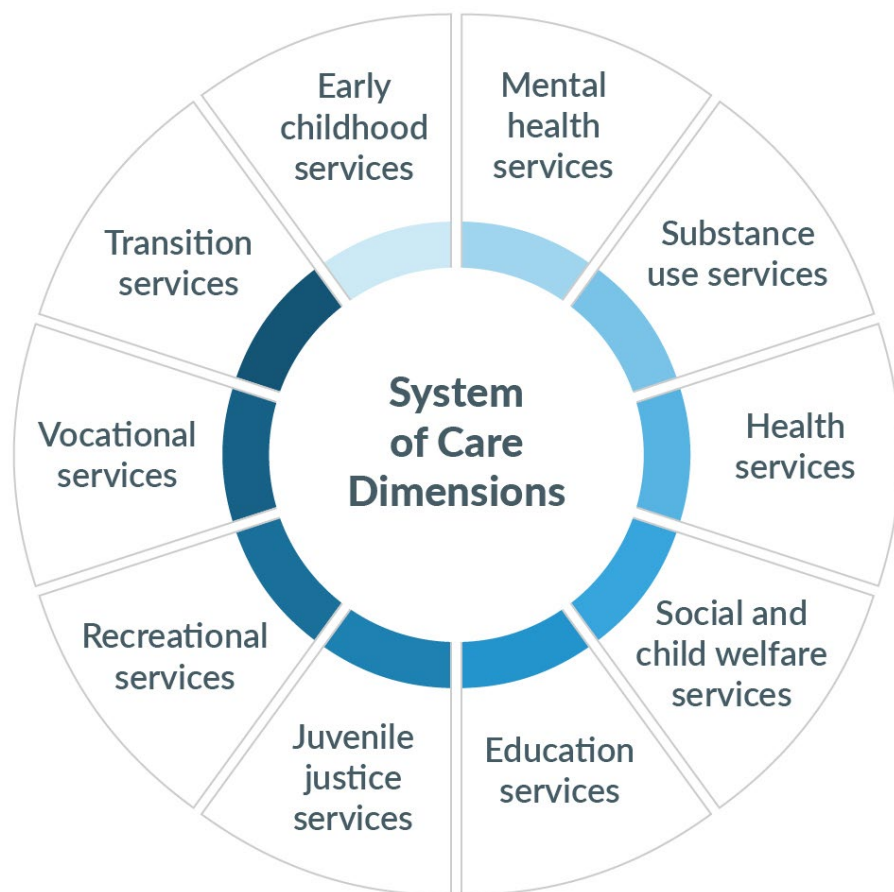 System
of Care
Dimensions
Early
childhood
services
Mental
health
services
Substance
use services
Health
services
Social and
child welfare
services
Education
services
Juvenile
justice
services
Recreational
services
Vocational
services
Transition
services